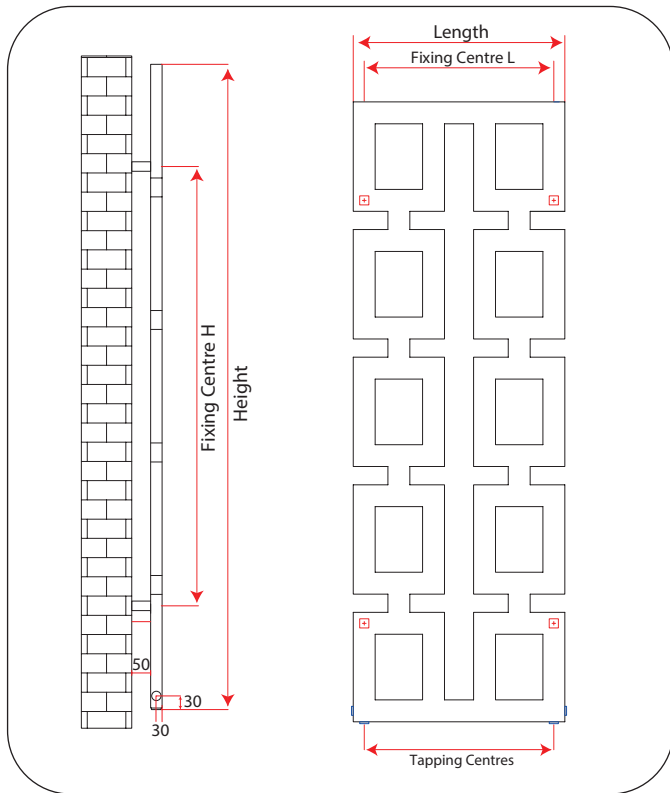 Length
Fixing Centre L
Fixing Centre H
Height
50
30
30
Tapping Centres